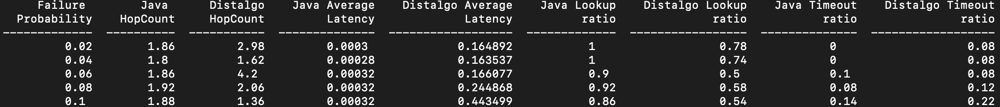 Failure Java Distalgo Java Average Distalgo Average Java Lookup Distalgo Lookup Java Timeout Distalgo Timeout
Probability HopCount HopCount Latency Latency ratio ratio ratio ratio
------------- ---------- ----------- -------------- ------------------ ------------- ----------------- -------------- ------------------
0.02 1.86 2.98 0.0003 0.164892 1 0.78 0 0.08
0.04 1.8 1.62 0.00028 0.163537 1 0.74 0 0.08
0.06 1.86 4.2 0.00032 0.166077 0.9 0.5 0.1 0.08
0.08 1.92 2.06 0.00032 0.244868 0.92 0.58 0.08 0.12
0.1 1.88 1.36 0.00032 0.443499 0.86 0.54 0.14 0.22